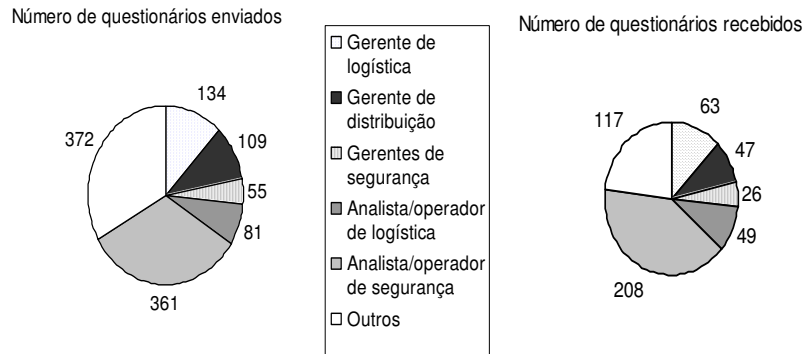 Número de questionários enviados
134
109
55
81
361
372
Gerente de
logística
Gerente de
distribuição
Gerentes de
segurança
Analista/operador
de logística
Analista/operador
de segurança
Outros
Número de questionários recebidos
63
47
26
49
208
117